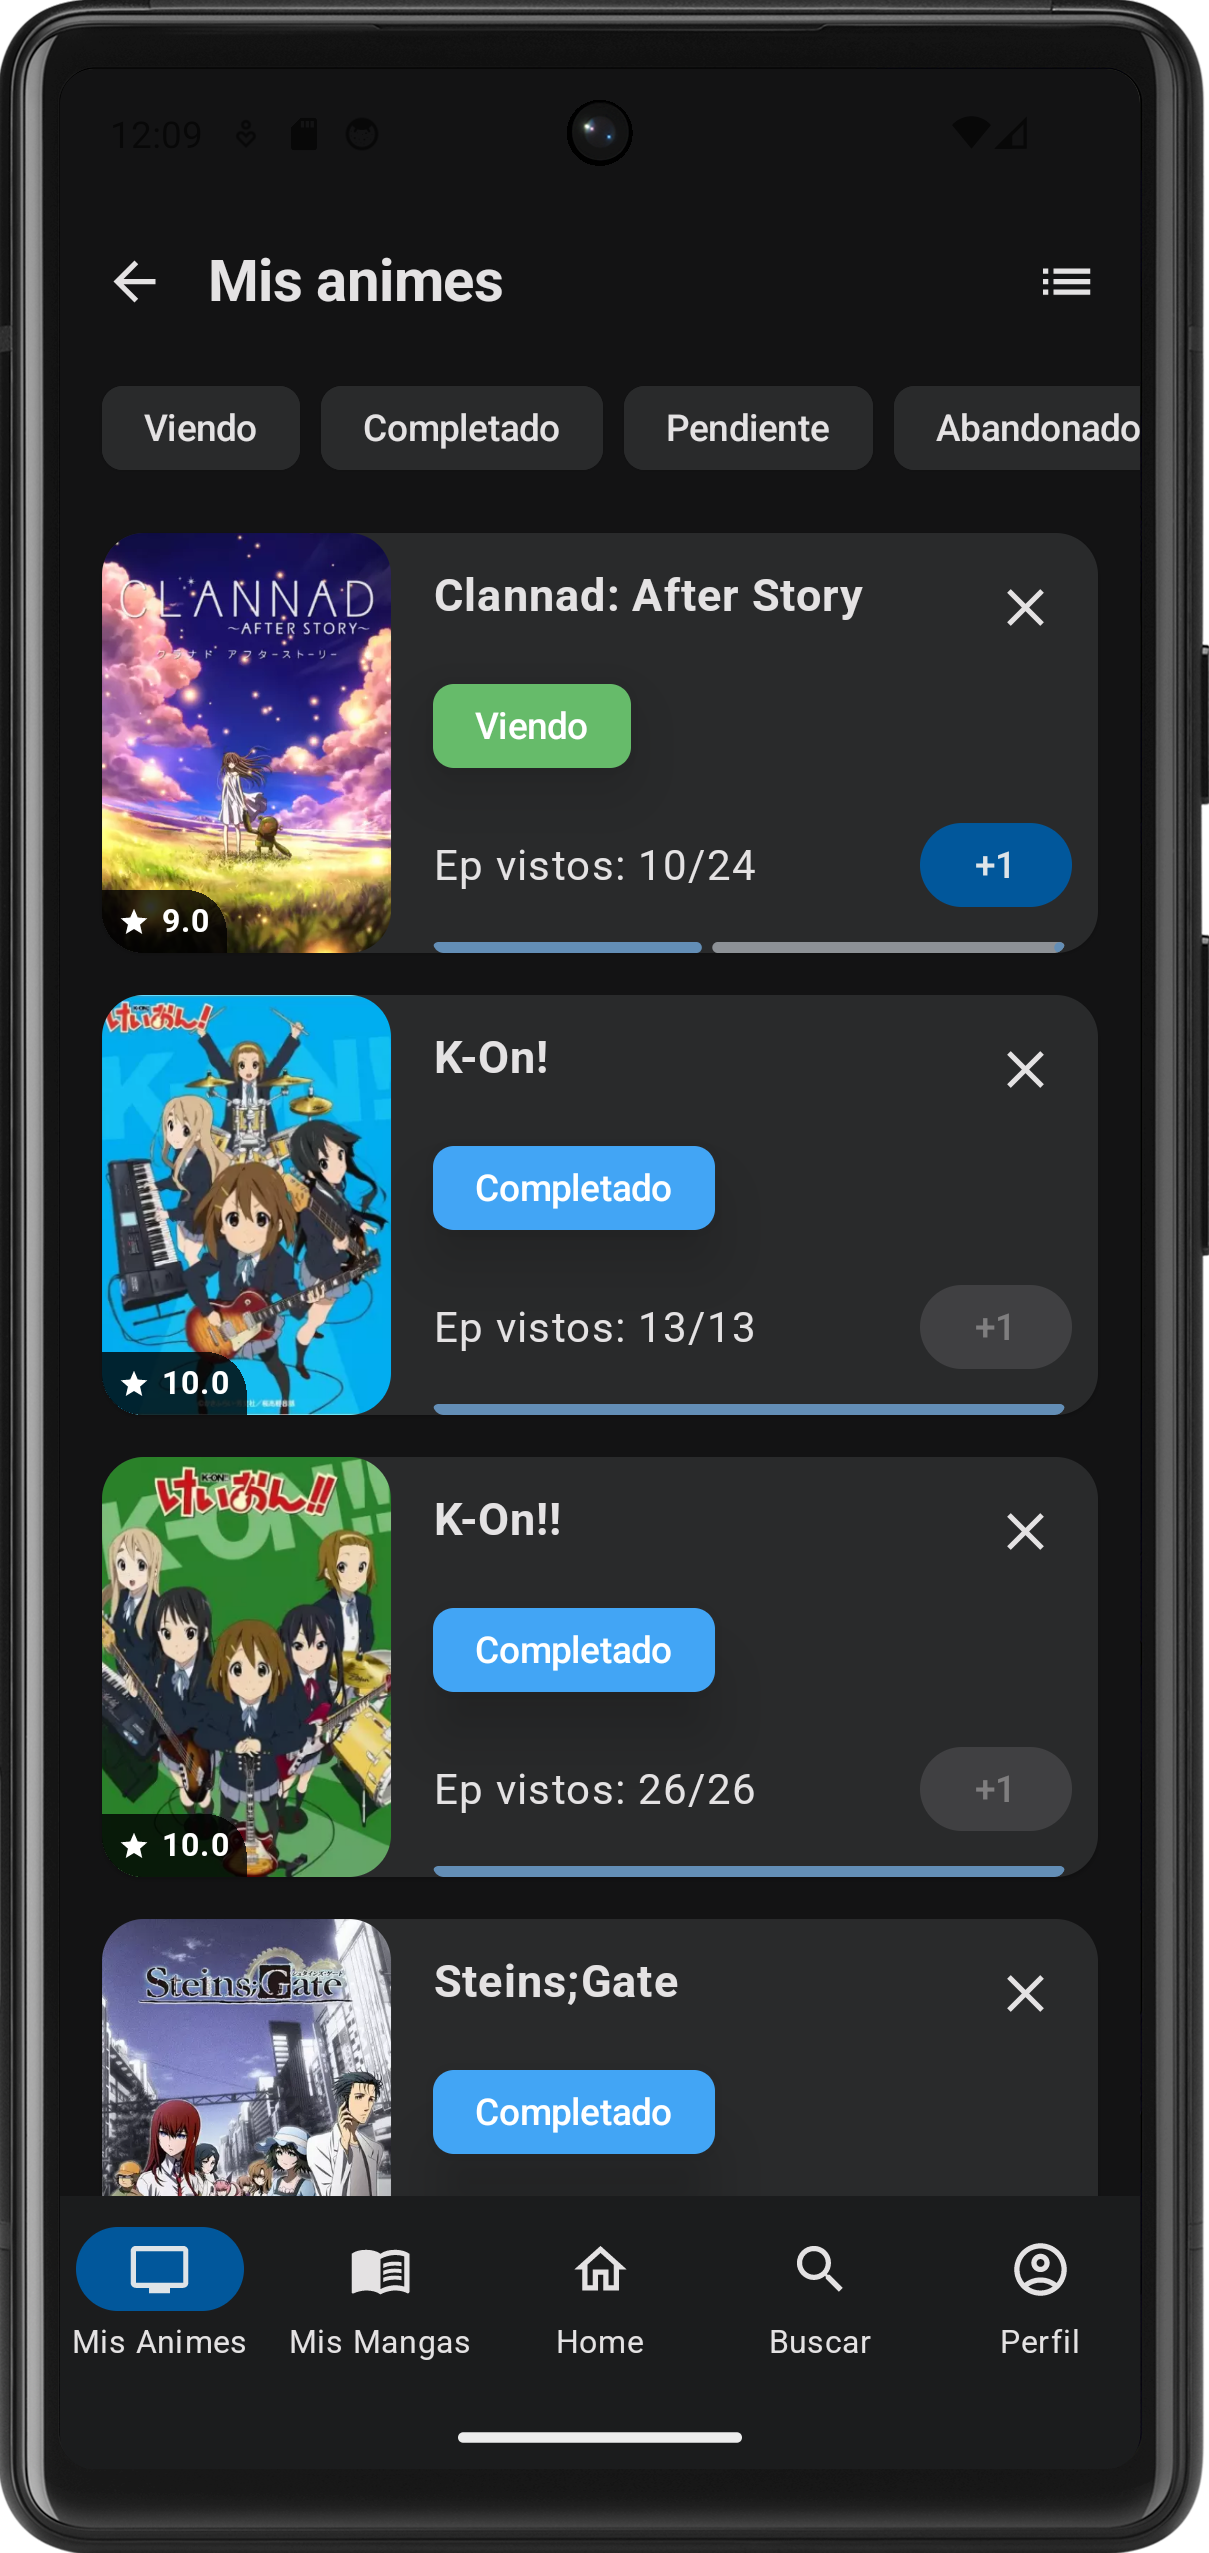 12:09
Mis animes
Viendo
Completado
Pendiente
Abandonado
CLANNAD
~AFTER STORY~
クラナド アフターストーリー
9.0
Clannad: After Story
Viendo
Ep vistos: 10/24
+1
けいおん!
K-ON!
10.0
K-On!
Completado
Ep vistos: 13/13
+1
K-ON!!
けいおん!!
K-ON!!
10.0
K-On!!
Completado
Ep vistos: 26/26
+1
Steins;Gate
Steins;Gate
Completado
Mis Animes
Mis Mangas
Home
Buscar
Perfil